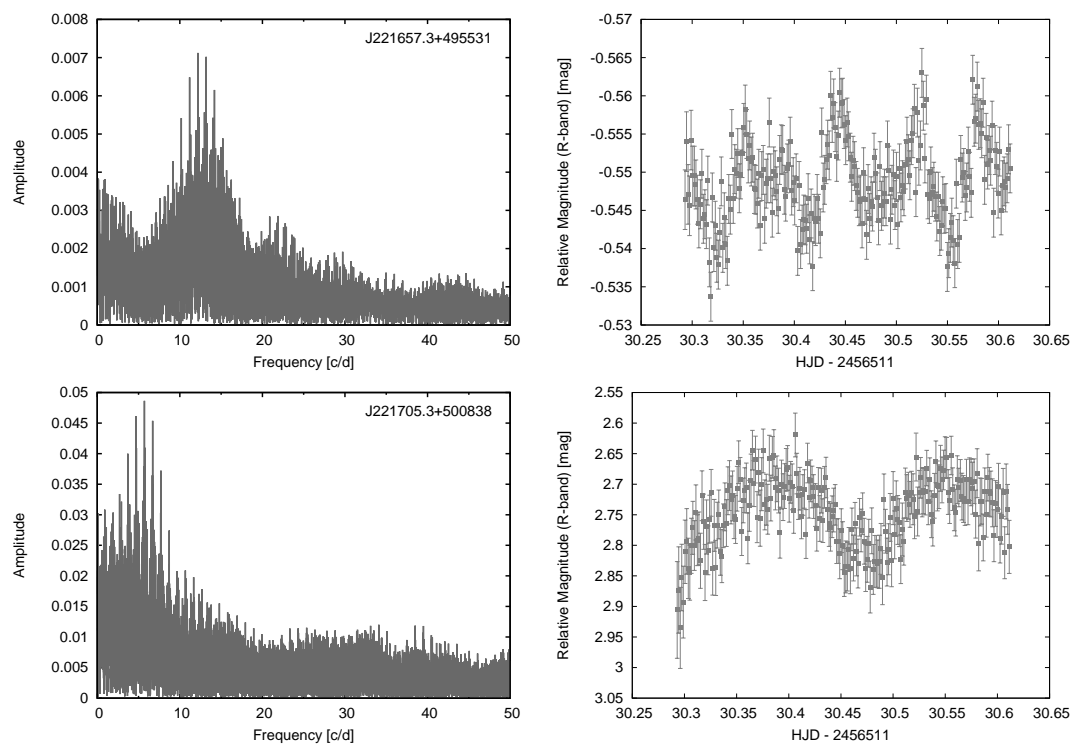 0.008
0.007
0.006
0.005
0.004
0.003
0.002
0.001
0
Amplitude
J221657.3+495531
0 10 20 30 40 50
Frequency [c/d]
-0.57
-0.565
-0.56
-0.555
-0.55
-0.545
-0.54
-0.535
-0.53
Relative Magnitude (R-band) [mag]
30.25 30.3 30.35 30.4 30.45 30.5 30.55 30.6 30.65
HJD - 2456511
0.05
0.045
0.04
0.035
0.03
0.025
0.02
0.015
0.01
0.005
0
Amplitude
J221705.3+500838
0 10 20 30 40 50
Frequency [c/d]
2.55
2.6
2.65
2.7
2.75
2.8
2.85
2.9
2.95
3
3.05
Relative Magnitude (R-band) [mag]
30.25 30.3 30.35 30.4 30.45 30.5 30.55 30.6 30.65
HJD - 2456511